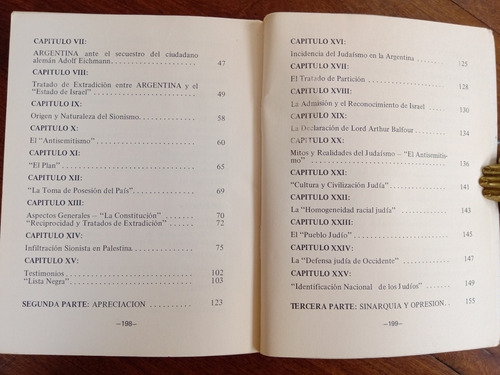 CAPITULO VII:
ARGENTINA ante el secuestro del ciudadano
alemán Adolf Eichmann. . . . . . . . . . . . . . . . 47
CAPITULO VIII:
Tratado de Extradición entre ARGENTINA y el
"Estado de Israel" . . . . . . . . . . . . . . . . . . . . 49
CAPITULO IX:
Origen y Naturaleza del Sionismo. . . . . . . . . . 58
CAPITULO X:
El "Antisemitismo" . . . . . . . . . . . . . . . . . . . 60
CAPITULO XI:
"El Plan" . . . . . . . . . . . . . . . . . . . . . . . . . . 65
CAPITULO XII:
"La Toma de Posesión del País". . . . . . . . . . . 69
CAPITULO XIII:
Aspectos Generales – "La Constitución" . . . . . 70
"Reciprocidad y Tratados de Extradición" . . . . 72
CAPITULO XIV:
Infiltración Sionista en Palestina. . . . . . . . . . . 75
CAPITULO XV:
Testimonios . . . . . . . . . . . . . . . . . . . . . . . . 102
"Lista Negra" . . . . . . . . . . . . . . . . . . . . . . . 103
SEGUNDA PARTE: APRECIACION . . . . . . . . . . 123
–198–
CAPITULO XVI:
Incidencia del Judaísmo en la Argentina . . . . . 125
CAPITULO XVII:
El Tratado de Partición . . . . . . . . . . . . . . . . 128
CAPITULO XVIII:
La Admisión y el Reconocimiento de Israel . . . 130
CAPITULO XIX:
La Declaración de Lord Arthur Balfour. . . . . . 134
CAPITULO XX:
Mitos y Realidades del Judaísmo – "El Antisemitis-
mo" . . . . . . . . . . . . . . . . . . . . . . . . . . . . . 136
CAPITULO XXI:
"Cultura y Civilización Judía". . . . . . . . . . . . 141
CAPITULO XXII:
La "Homogeneidad racial judía" . . . . . . . . . . 143
CAPITULO XXIII:
El "Pueblo Judío" . . . . . . . . . . . . . . . . . . . 145
CAPITULO XXIV:
La "Defensa judía de Occidente" . . . . . . . . . 147
CAPITULO XXV:
"Identificación Nacional de los Judíos" . . . . . 149
TERCERA PARTE: SINARQUIA Y OPRESION. . 155
–199–